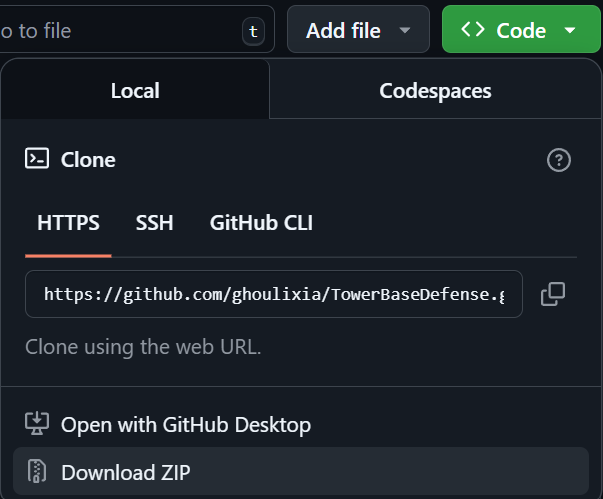 o to file t Add file Code
Local Codespaces
Clone
HTTPS SSH GitHub CLI
https://github.com/ghoulixia/TowerBaseDefense.g
Clone using the web URL.
Open with GitHub Desktop
Download ZIP